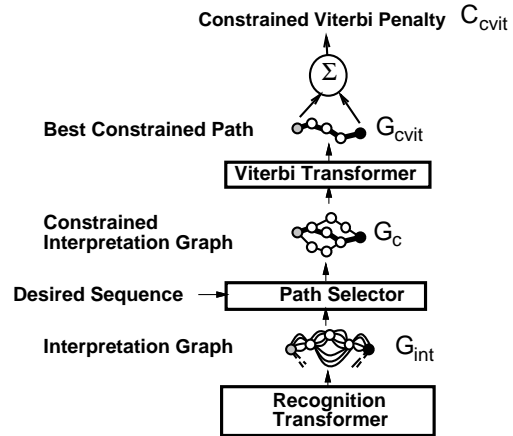 Constrained Viterbi Penalty C_cvit
Σ
Best Constrained Path G_cvit
Viterbi Transformer
Constrained
Interpretation Graph G_c
Desired Sequence Path Selector
Interpretation Graph G_int
Recognition
Transformer